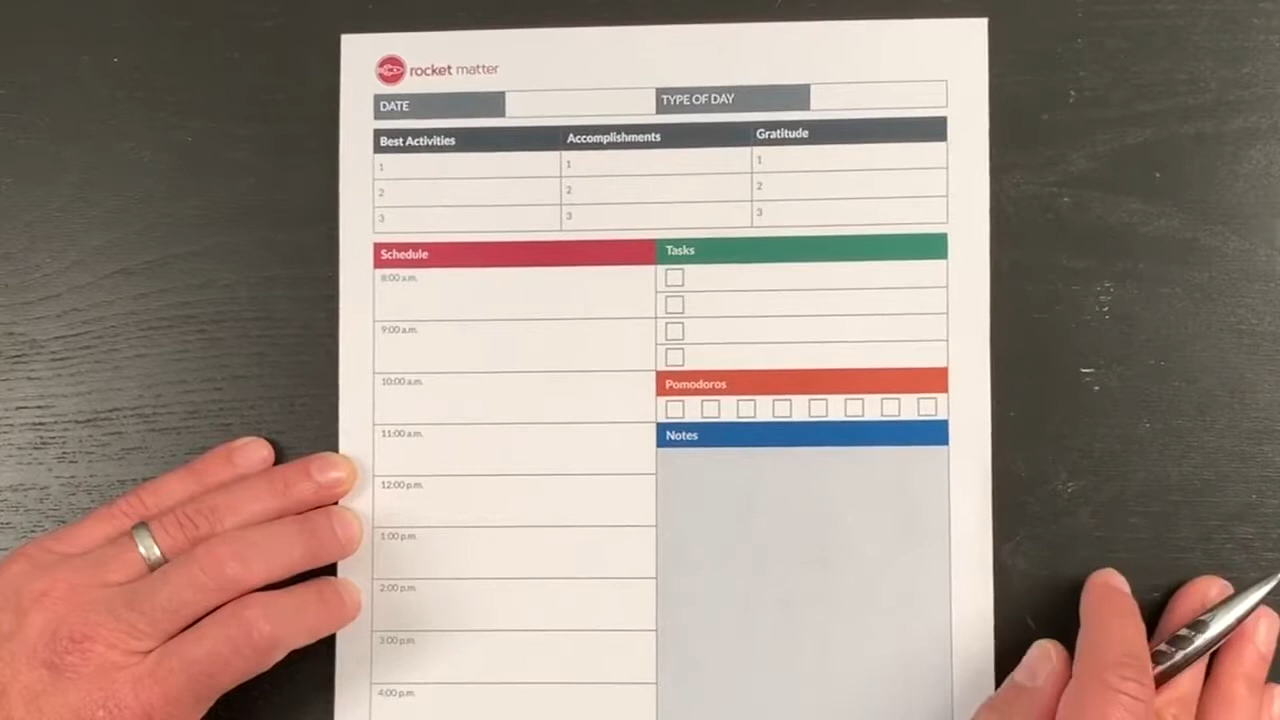 rocket matter
DATE TYPE OF DAY
Best Activities Accomplishments Gratitude
1 1 1
2 2 2
3 3 3
Schedule Tasks
8:00 a.m.
9:00 a.m.
10:00 a.m. Pomodoros
11:00 a.m. Notes
12:00 p.m.
1:00 p.m.
2:00 p.m.
3:00 p.m.
4:00 p.m.